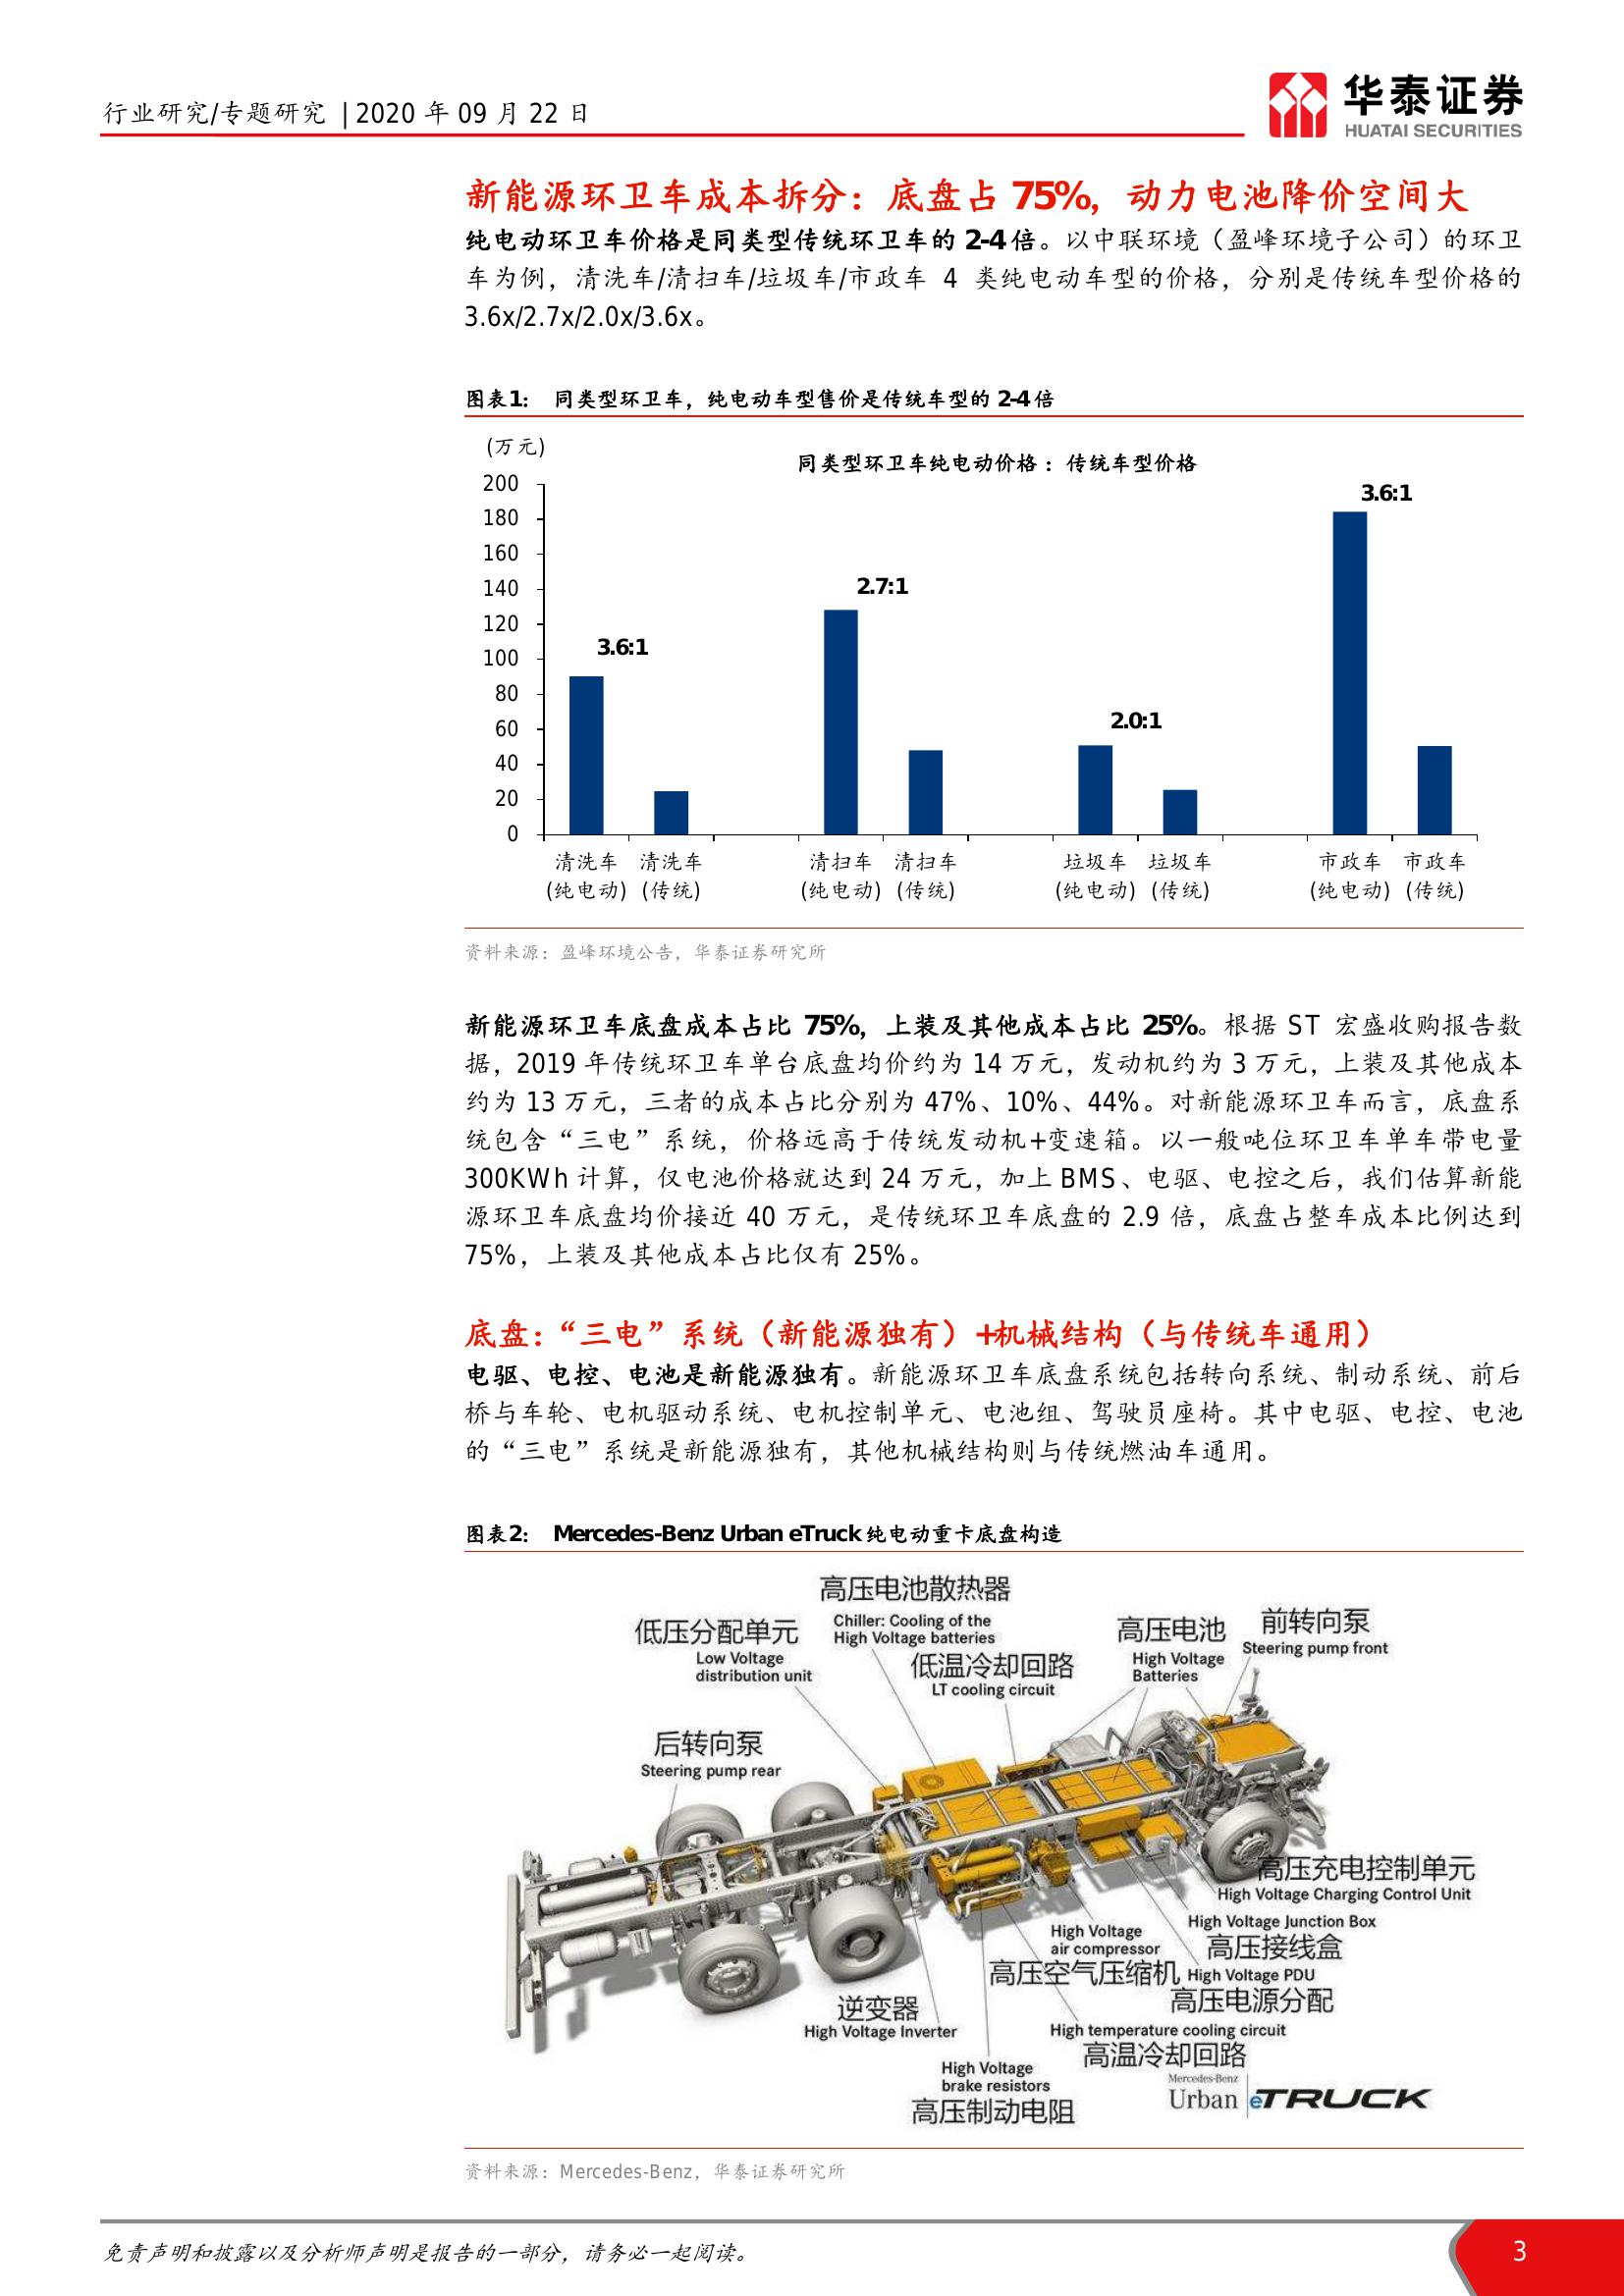 行业研究/专题研究 | 2020 年 09 月 22 日
华泰证券
HUATAI SECURITIES
新能源环卫车成本拆分：底盘占 75%，动力电池降价空间大
纯电动环卫车价格是同类型传统环卫车的 2-4 倍。以中联环境（盈峰环境子公司）的环卫
车为例，清洗车/清扫车/垃圾车/市政车 4 类纯电动车型的价格，分别是传统车型价格的
3.6x/2.7x/2.0x/3.6x。
图表1： 同类型环卫车，纯电动车型售价是传统车型的 2-4 倍
(万元)
同类型环卫车纯电动价格 : 传统车型价格
200
180
160
140
120
100
80
60
40
20
0
3.6:1
2.7:1
2.0:1
3.6:1
清洗车 清洗车 清扫车 清扫车 垃圾车 垃圾车 市政车 市政车
(纯电动) (传统) (纯电动) (传统) (纯电动) (传统) (纯电动) (传统)
资料来源：盈峰环境公告，华泰证券研究所
新能源环卫车底盘成本占比 75%，上装及其他成本占比 25%。根据 ST 宏盛收购报告数
据，2019 年传统环卫车单台底盘均价约为 14 万元，发动机约为 3 万元，上装及其他成本
约为 13 万元，三者的成本占比分别为 47%、10%、44%。对新能源环卫车而言，底盘系
统包含“三电”系统，价格远高于传统发动机+变速箱。以一般吨位环卫车单车带电量
300KWh 计算，仅电池价格就达到 24 万元，加上 BMS、电驱、电控之后，我们估算新能
源环卫车底盘均价接近 40 万元，是传统环卫车底盘的 2.9 倍，底盘占整车成本比例达到
75%，上装及其他成本占比仅有 25%。
底盘：“三电”系统（新能源独有）+机械结构（与传统车通用）
电驱、电控、电池是新能源独有。新能源环卫车底盘系统包括转向系统、制动系统、前后
桥与车轮、电机驱动系统、电机控制单元、电池组、驾驶员座椅。其中电驱、电控、电池
的“三电”系统是新能源独有，其他机械结构则与传统燃油车通用。
图表2： Mercedes-Benz Urban eTruck 纯电动重卡底盘构造
高压电池散热器
Chiller: Cooling of the
High Voltage batteries
低压分配单元
Low Voltage
distribution unit
低温冷却回路
LT cooling circuit
高压电池
High Voltage
Batteries
前转向泵
Steering pump front
后转向泵
Steering pump rear
高压充电控制单元
High Voltage Charging Control Unit
High Voltage Junction Box
高压接线盒
High Voltage
air compressor
高压空气压缩机
High Voltage PDU
高压电源分配
逆变器
High Voltage Inverter
High temperature cooling circuit
高温冷却回路
High Voltage
brake resistors
高压制动电阻
Mercedes-Benz
Urban eTRUCK
资料来源：Mercedes-Benz，华泰证券研究所
免责声明和披露以及分析师声明是报告的一部分，请务必一起阅读。
3